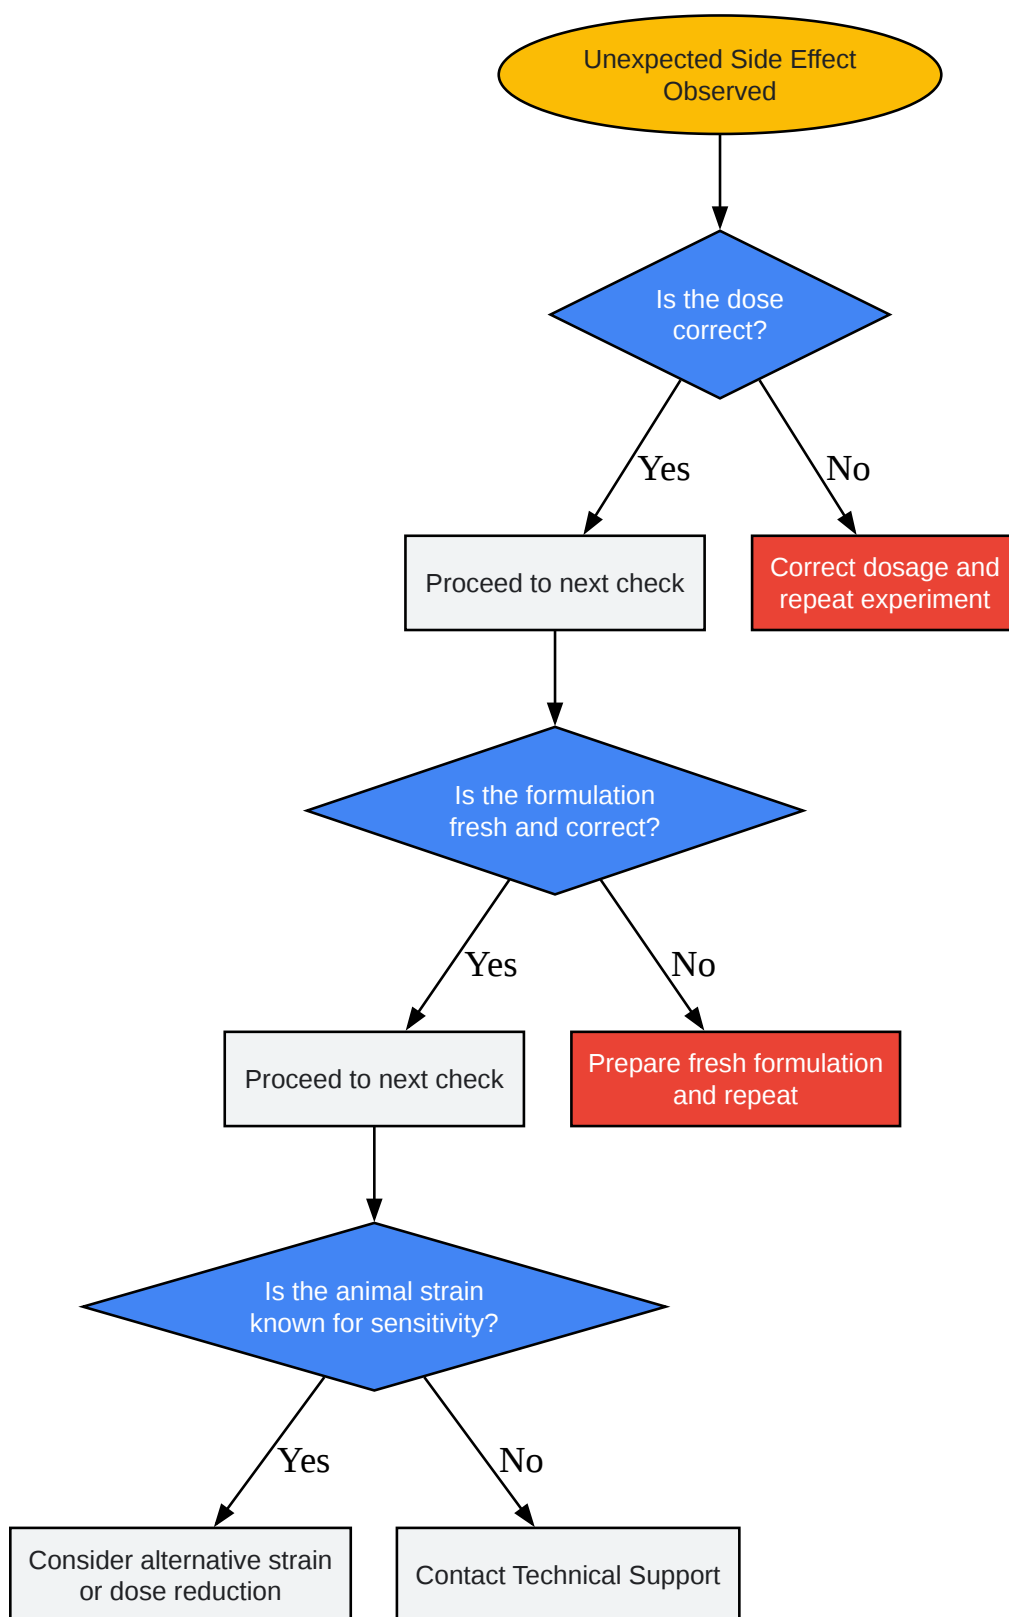 Unexpected Side Effect
Observed
Is the dose
correct?
Yes
No
Proceed to next check
Correct dosage and
repeat experiment
Is the formulation
fresh and correct?
Yes
No
Proceed to next check
Prepare fresh formulation
and repeat
Is the animal strain
known for sensitivity?
Yes
No
Consider alternative strain
or dose reduction
Contact Technical Support